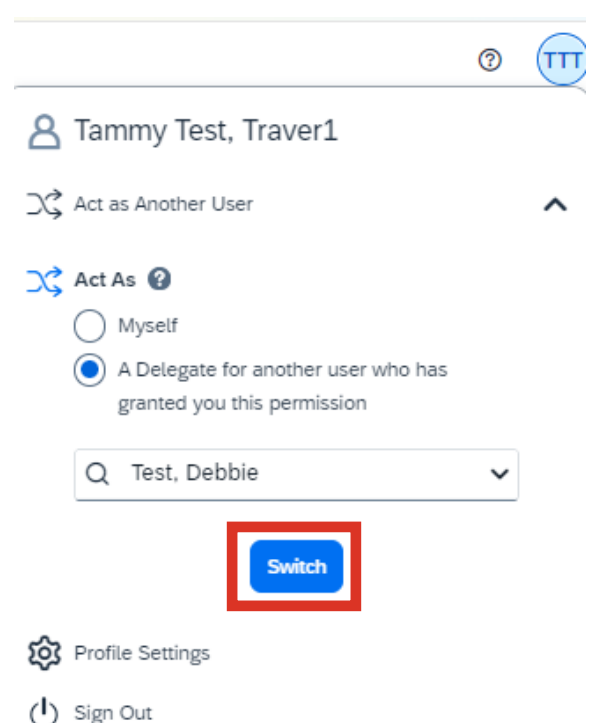 TTT
Tammy Test, Traver1
Act as Another User
Act As
Myself
A Delegate for another user who has
granted you this permission
Test, Debbie
Switch
Profile Settings
Sign Out